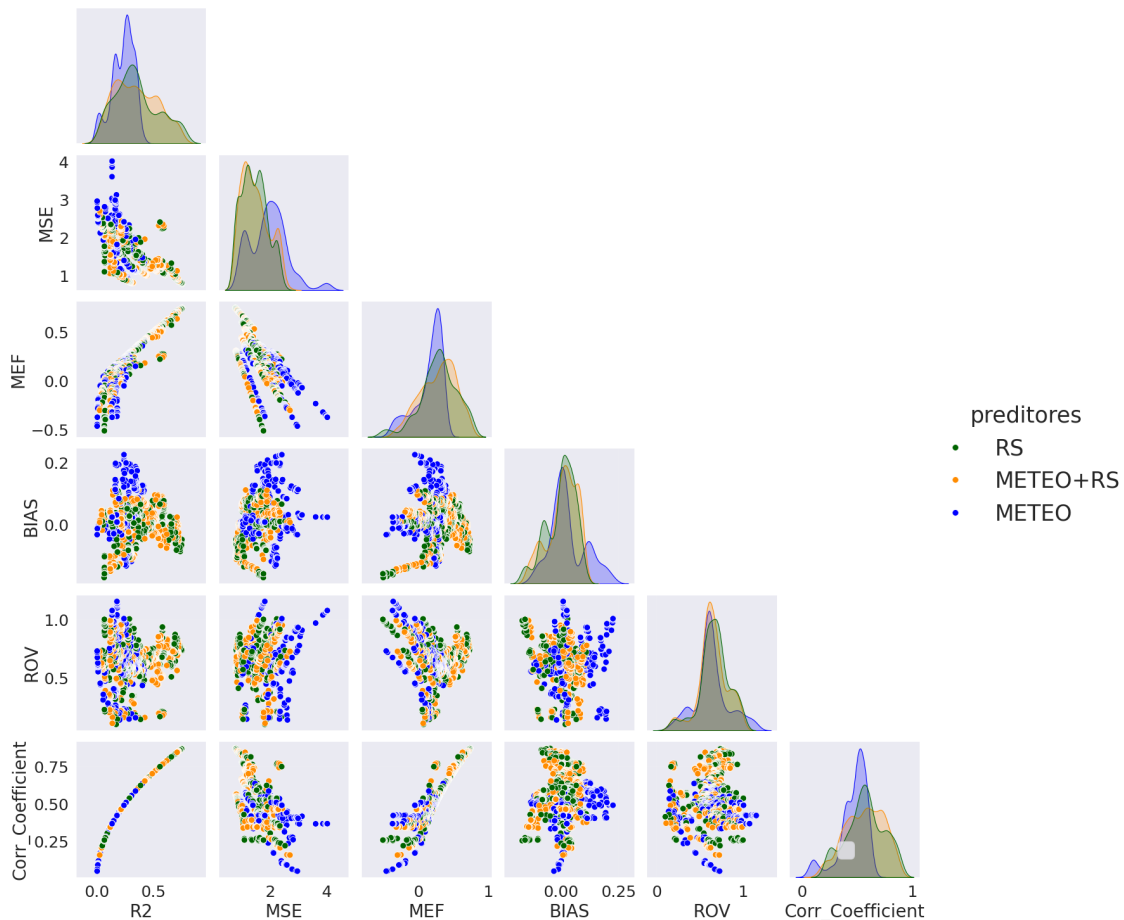 4
3
2
1
MSE
0.5
0.0
−0.5
MEF
0.2
0.0
BIAS
1.0
0.5
ROV
0.75
0.50
0.25
Corr_Coefficient
0.0 0.5
2 4
0 1
0.00 0.25
0 1
0 1
R2 MSE MEF BIAS ROV Corr_Coefficient
preditores
RS
METEO+RS
METEO